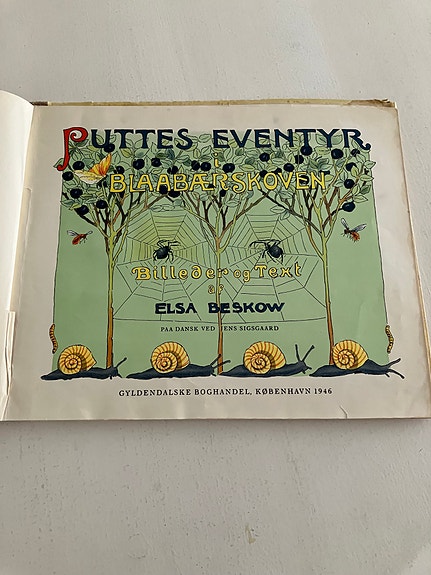 PUTTES EVENTYR
I
BLAABÆRSKOVEN
Billeder og Text
af
ELSA BESKOW
PAA DANSK VED JENS SIGSGAARD
GYLDENDALSKE BOGHANDEL, KØBENHAVN 1946